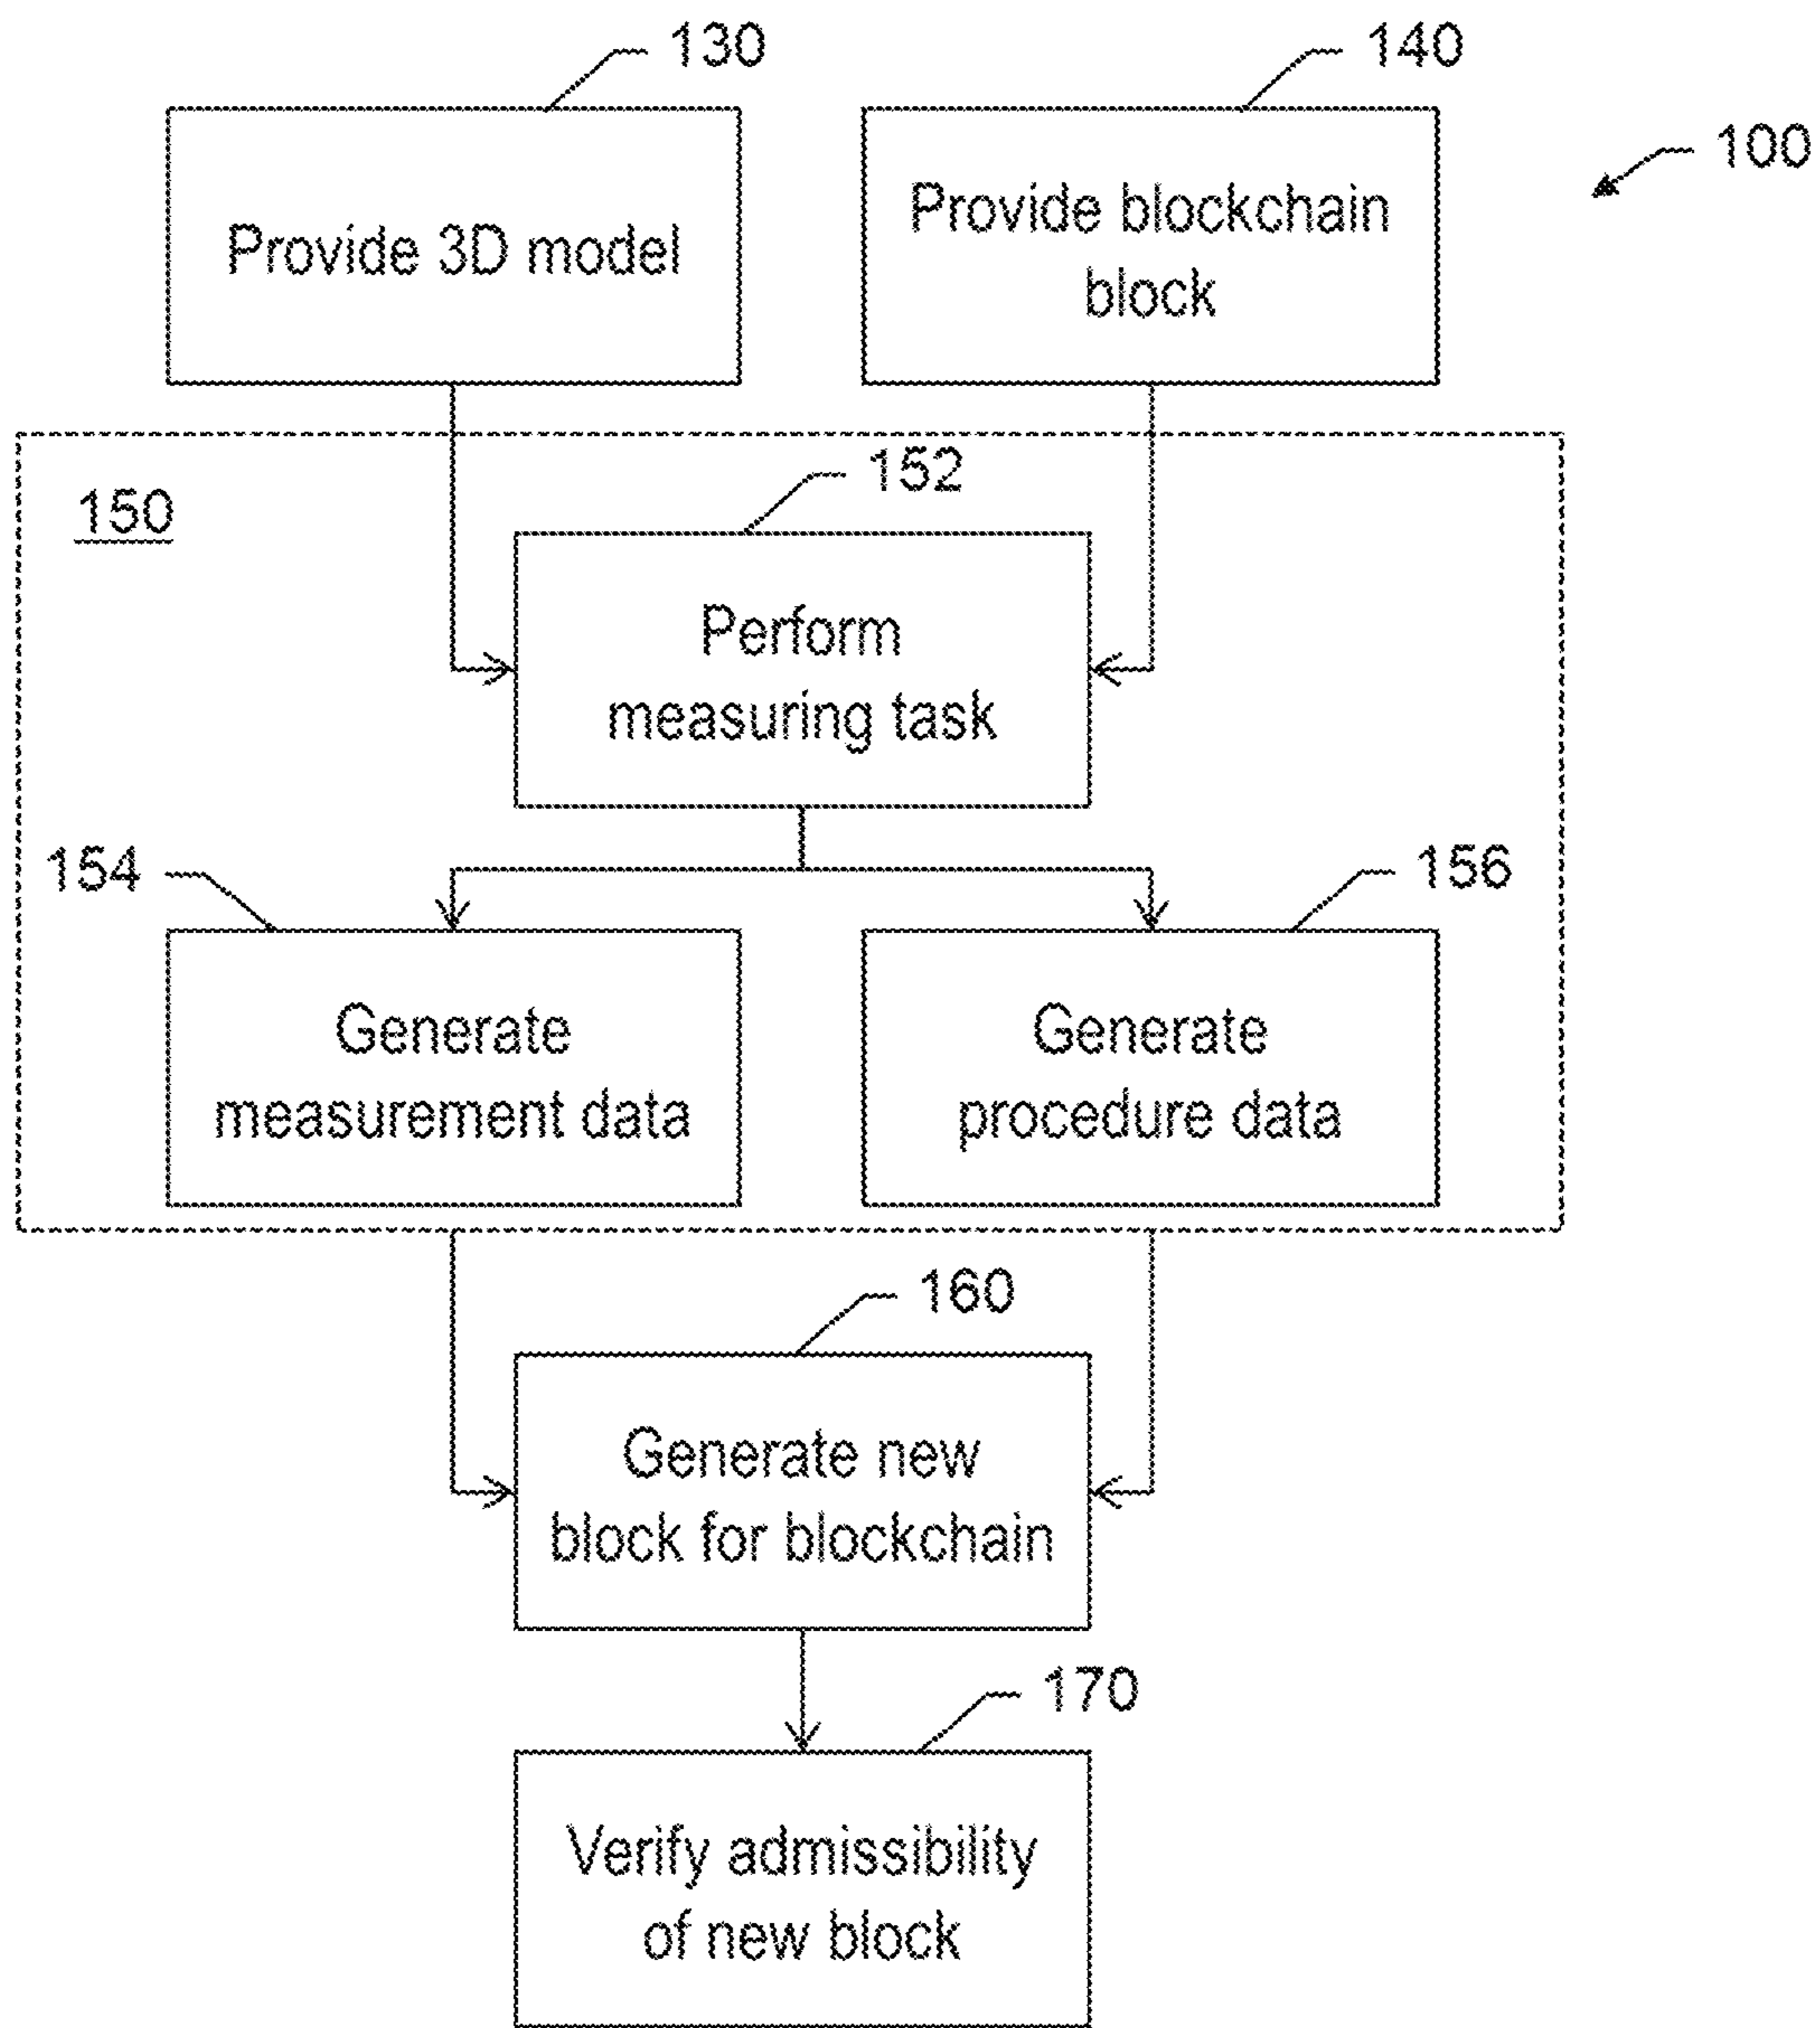 130
140
100
Provide 3D model
Provide blockchain
block
150
152
Perform
measuring task
154
156
Generate
measurement data
Generate
procedure data
160
Generate new
block for blockchain
170
Verify admissibility
of new block